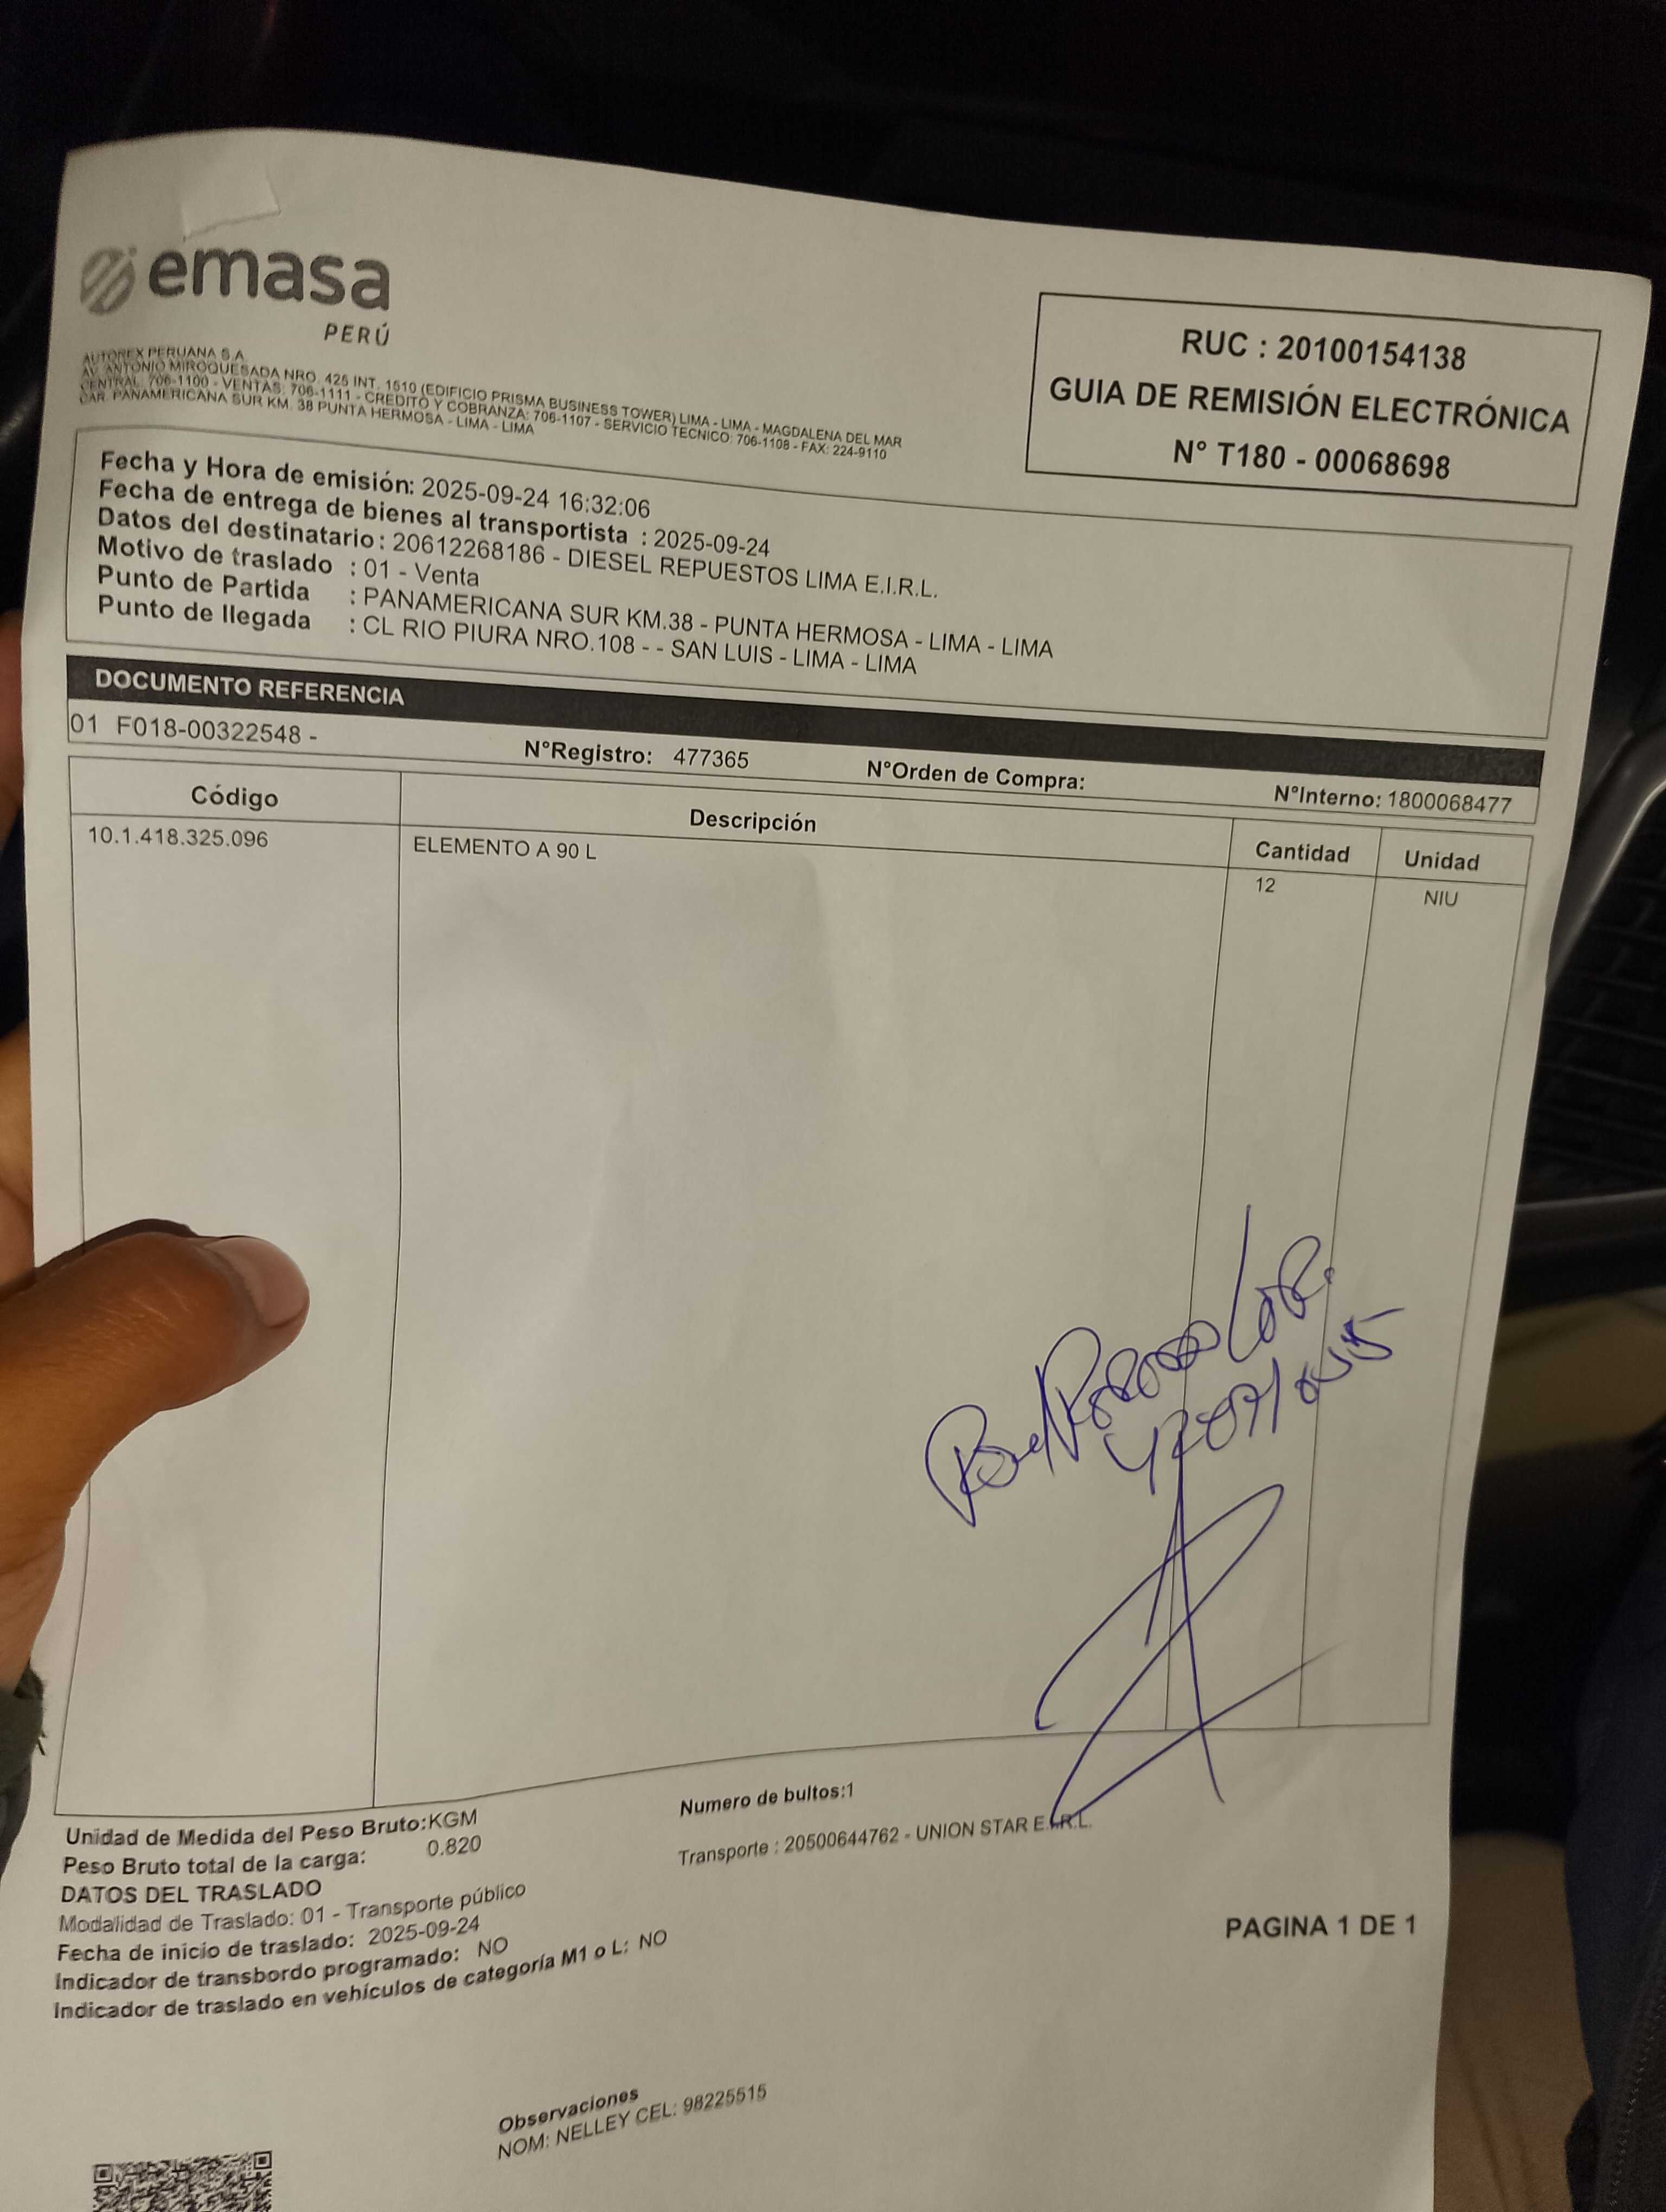 emasa
PERÚ
AUTOREX PERUANA S.A.
AV. ANTONIO MIROQUESADA NRO. 425 INT. 1510 (EDIFICIO PRISMA BUSINESS TOWER) LIMA - LIMA - MAGDALENA DEL MAR
CENTRAL: 706-1100 - VENTAS: 706-1111 - CREDITO Y COBRANZA: 706-1107 - SERVICIO TECNICO: 706-1108 - FAX: 224-9110
CAR. PANAMERICANA SUR KM. 38 PUNTA HERMOSA - LIMA - LIMA
RUC : 20100154138
GUIA DE REMISIÓN ELECTRÓNICA
N° T180 - 00068698
Fecha y Hora de emisión: 2025-09-24 16:32:06
Fecha de entrega de bienes al transportista : 2025-09-24
Datos del destinatario : 20612268186 - DIESEL REPUESTOS LIMA E.I.R.L.
Motivo de traslado : 01 - Venta
Punto de Partida : PANAMERICANA SUR KM.38 - PUNTA HERMOSA - LIMA - LIMA
Punto de llegada : CL RIO PIURA NRO.108 - - SAN LUIS - LIMA - LIMA
DOCUMENTO REFERENCIA
01 F018-00322548 - N°Registro: 477365 N°Orden de Compra: N°Interno: 1800068477
Código Descripción Cantidad Unidad
10.1.418.325.096 ELEMENTO A 90 L 12 NIU
Unidad de Medida del Peso Bruto:KGM Numero de bultos:1
Peso Bruto total de la carga: 0.820 Transporte : 20500644762 - UNION STAR E.I.R.L.
DATOS DEL TRASLADO
Modalidad de Traslado: 01 - Transporte público
Fecha de inicio de traslado: 2025-09-24
Indicador de transbordo programado: NO
Indicador de traslado en vehículos de categoría M1 o L: NO
PAGINA 1 DE 1
Observaciones
NOM: NELLEY CEL: 98225515